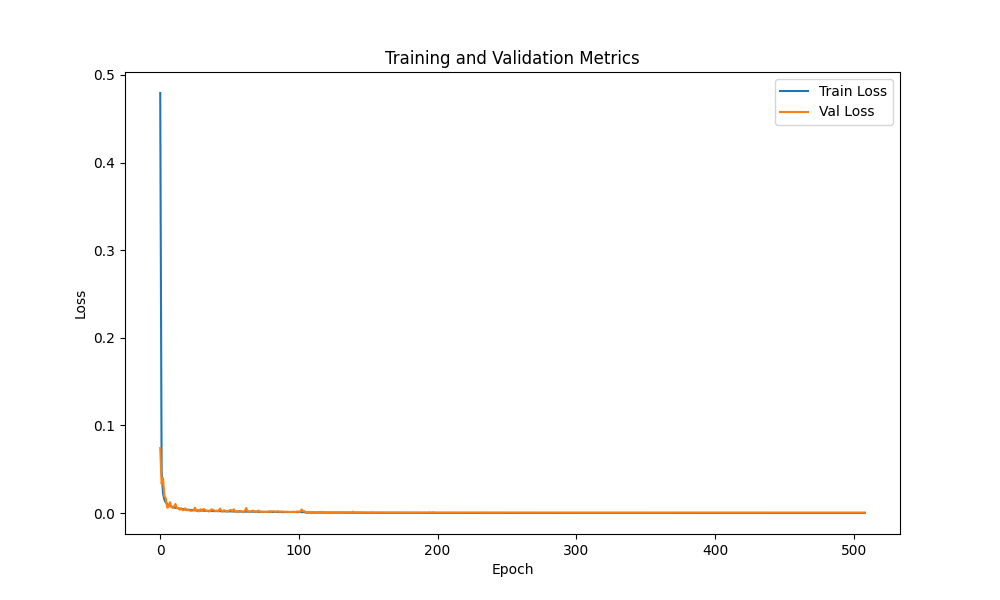 Training and Validation Metrics
0.5
0.4
0.3
0.2
0.1
0.0
Loss
Train Loss
Val Loss
0 100 200 300 400 500
Epoch